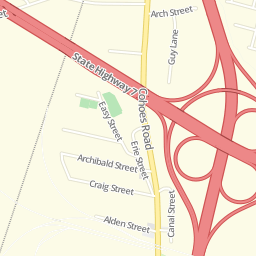 Arch Street
Guy Lane
State Highway 7
Cohoes Road
Easy Street
Erie Street
Archibald Street
Craig Street
Alden Street
Canal Street